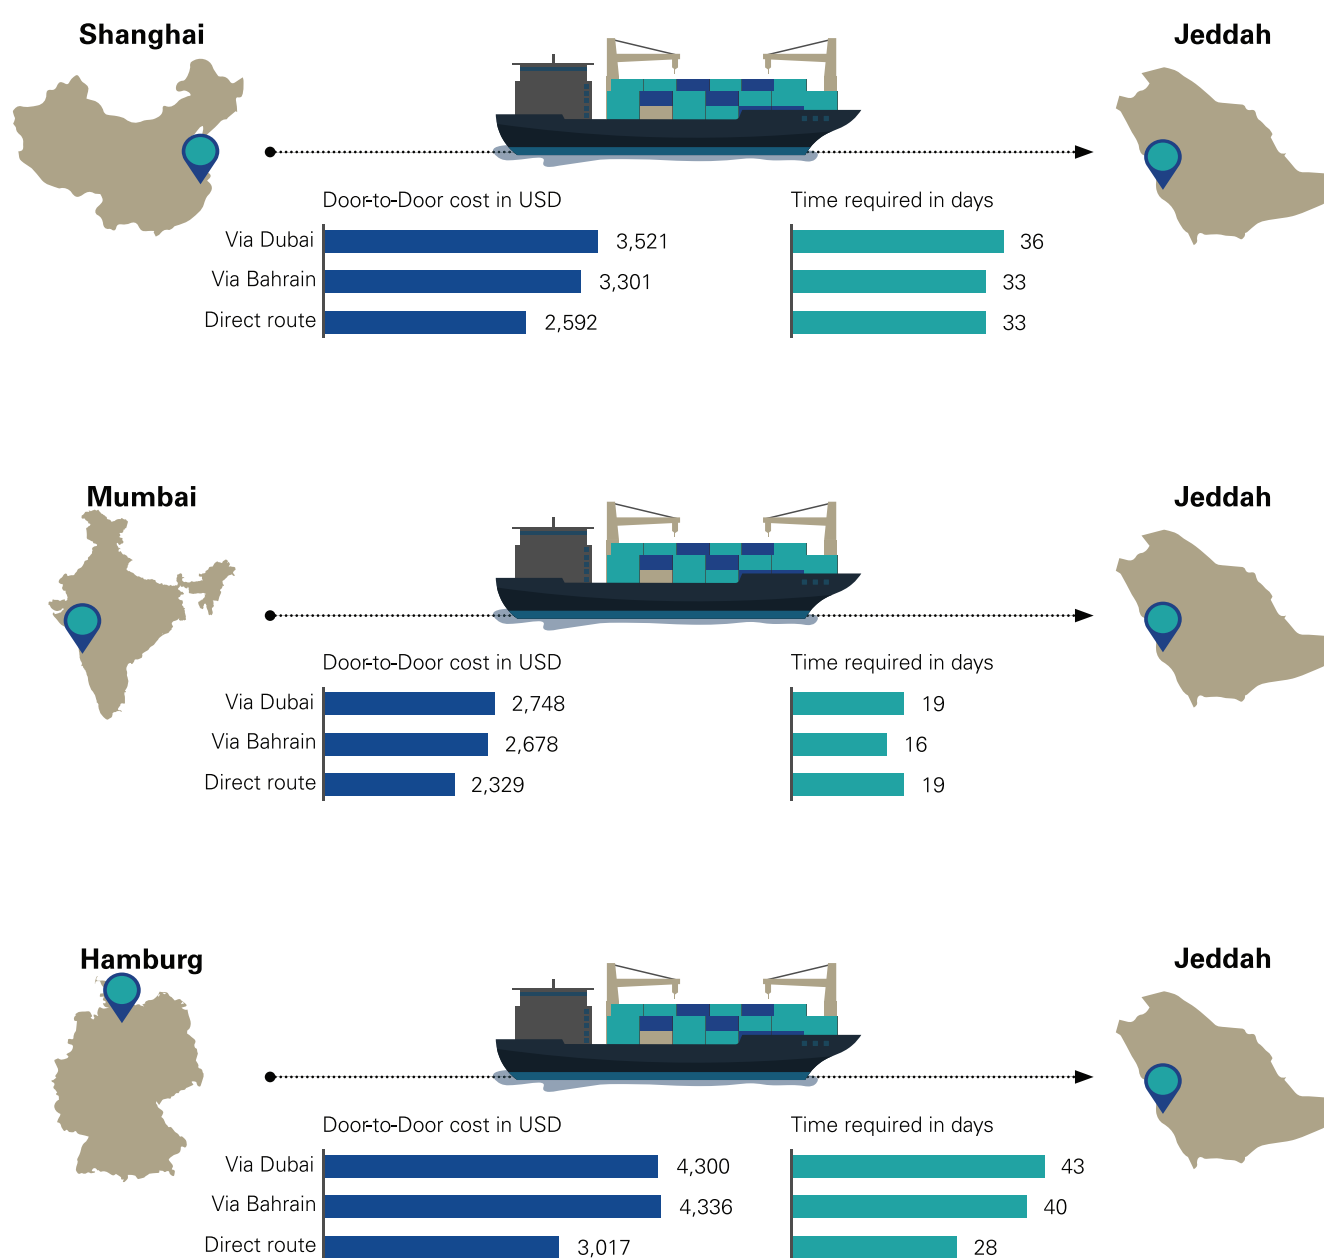 Shanghai
Jeddah
Door-to-Door cost in USD
Time required in days
Via Dubai 3,521 36
Via Bahrain 3,301 33
Direct route 2,592 33
Mumbai
Jeddah
Door-to-Door cost in USD
Time required in days
Via Dubai 2,748 19
Via Bahrain 2,678 16
Direct route 2,329 19
Hamburg
Jeddah
Door-to-Door cost in USD
Time required in days
Via Dubai 4,300 43
Via Bahrain 4,336 40
Direct route 3,017 28